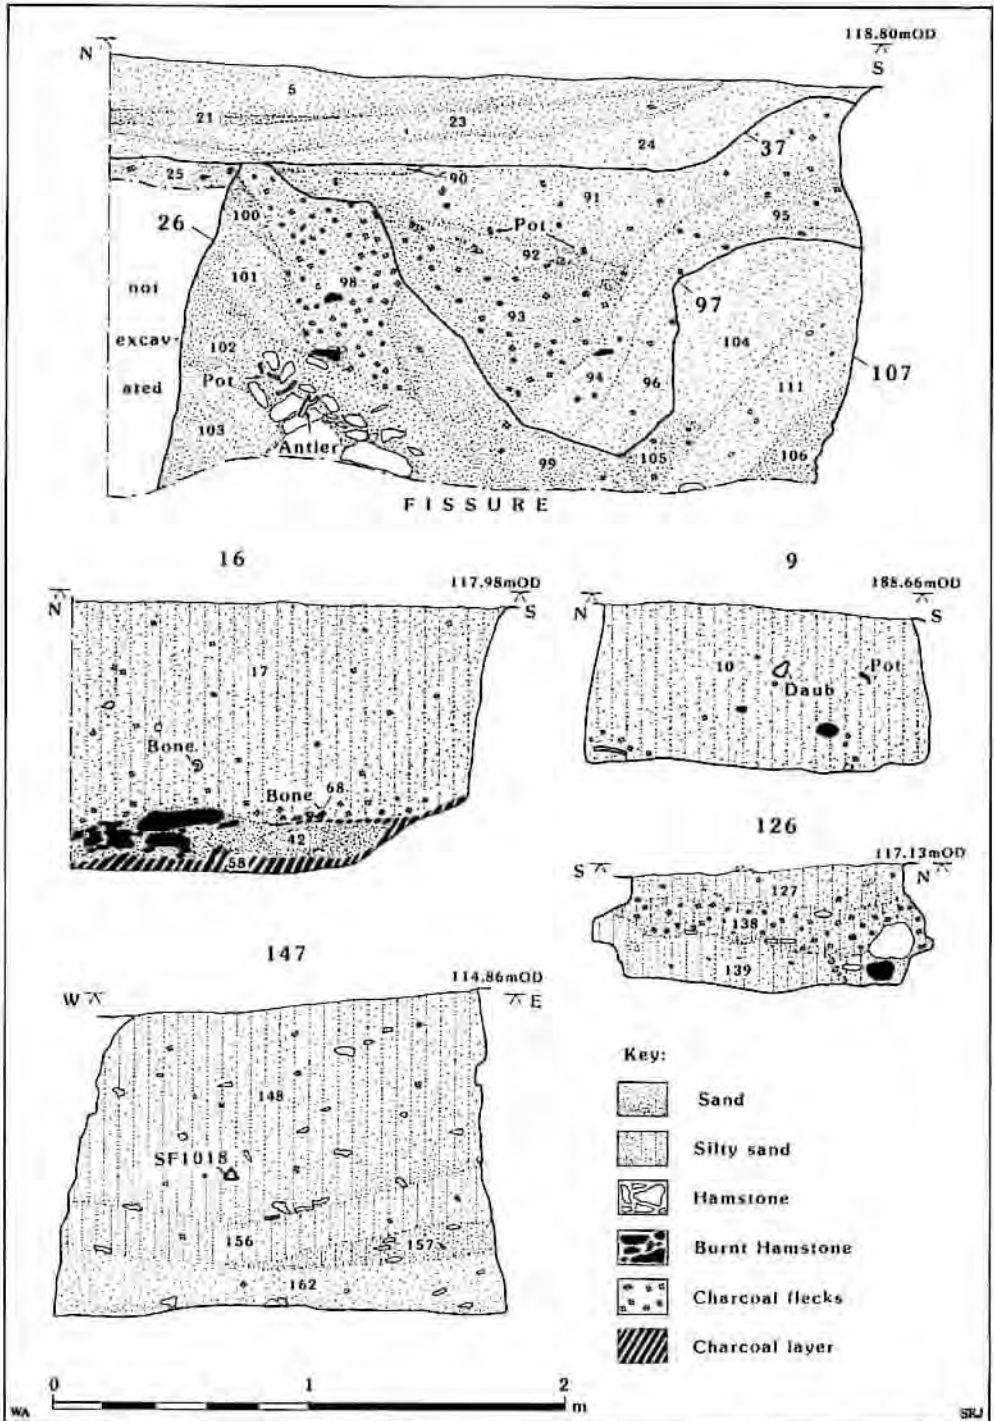 118.80mOD
N
S
5
21
23
24
37
25
90
91
26
100
Pot
95
92
101
98
97
not
93
104
excav-
102
107
ated
Pot
94
96
111
103
Antler
99
105
106
FISSURE
16
117.98mOD
N
S
17
Bone
Bone
68
42
58
9
188.66mOD
N
S
10
Pot
Daub
126
117.13mOD
S
N
127
138
139
147
114.86mOD
W
E
148
SF1018
156
157
162
Key:
Sand
Silty sand
Hamstone
Burnt Hamstone
Charcoal flecks
Charcoal layer
0 1 2
m
WA
SEJ